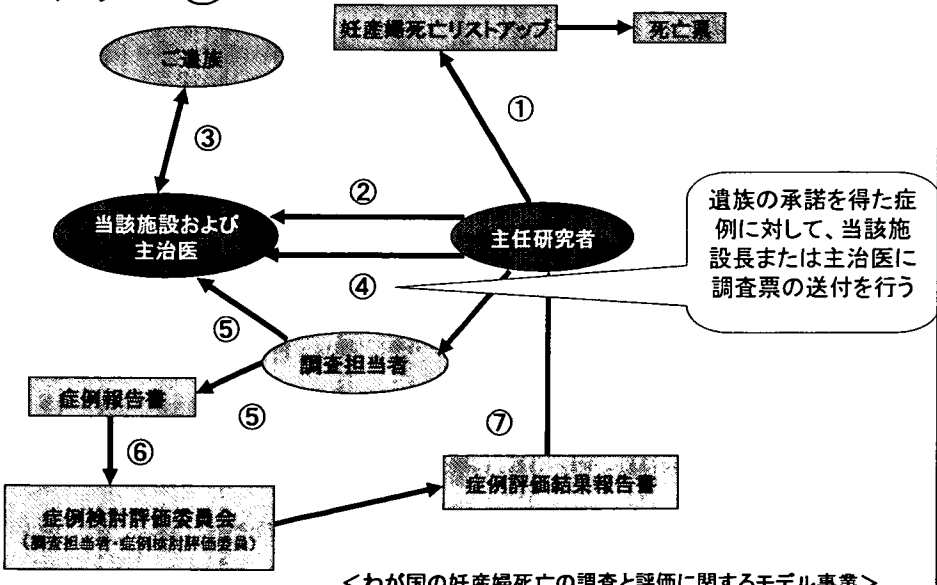 妊産婦死亡リストアップ
死亡票
ご遺族
①
③
②
当該施設および
主治医
主任研究者
遺族の承諾を得た症
例に対して、当該施
設長または主治医に
調査票の送付を行う
④
⑤
調査担当者
症例報告書
⑤
⑦
⑥
症例評価結果報告書
症例検討評価委員会
（調査担当者・症例検討評価委員）
＜わが国の妊産婦死亡の調査と評価に関するモデル事業＞